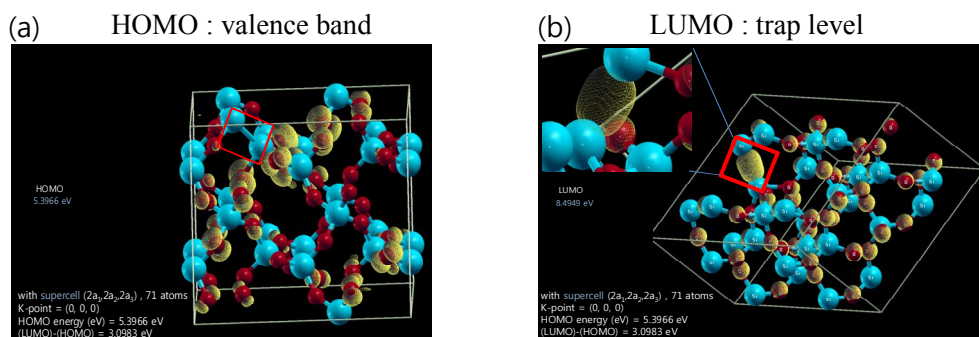 (a)
HOMO : valence band
HOMO
5.3966 eV
with supercell (2a₁,2a₂,2a₃) , 71 atoms
K-point = (0, 0, 0)
HOMO energy (eV) = 5.3966
(LUMO)-(HOMO) = 3.0983 eV
(b)
LUMO : trap level
LUMO
8.4949 eV
with supercell (2a₁,2a₂,2a₃) , 71 atoms
K-point = (0, 0, 0)
HOMO energy (eV) = 5.3966
(LUMO)-(HOMO) = 3.0983 eV